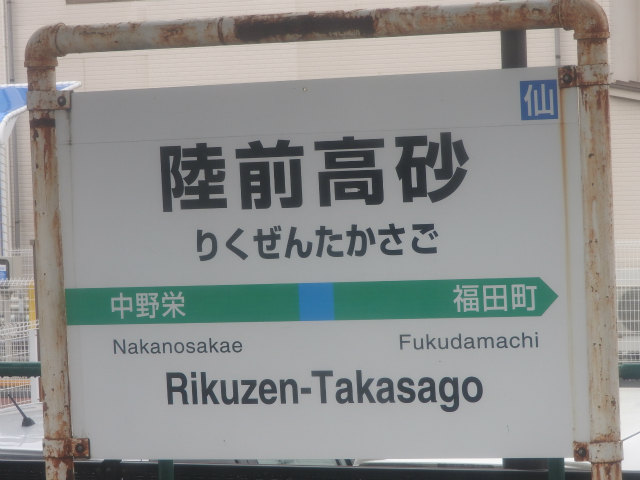 仙
陸前高砂
りくぜんたかさご
中野栄 福田町
Nakanosakae Fukudamachi
Rikuzen-Takasago